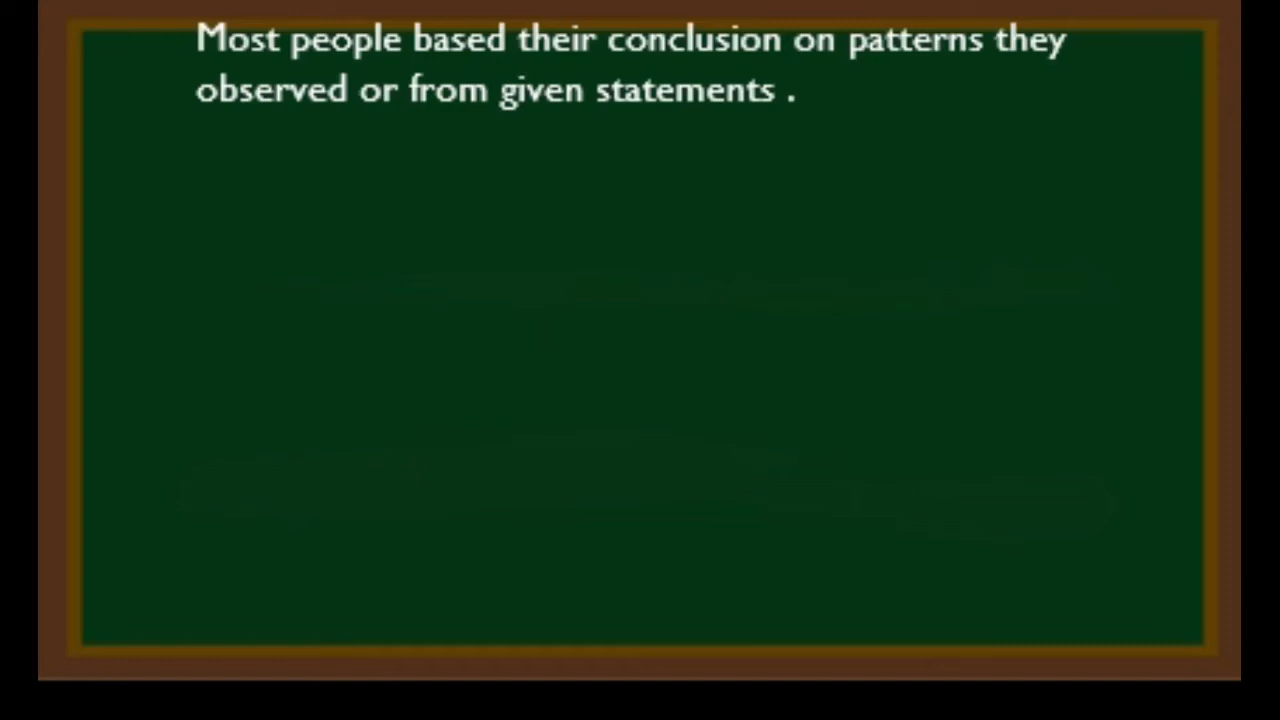 Most people based their conclusion on patterns they
observed or from given statements .